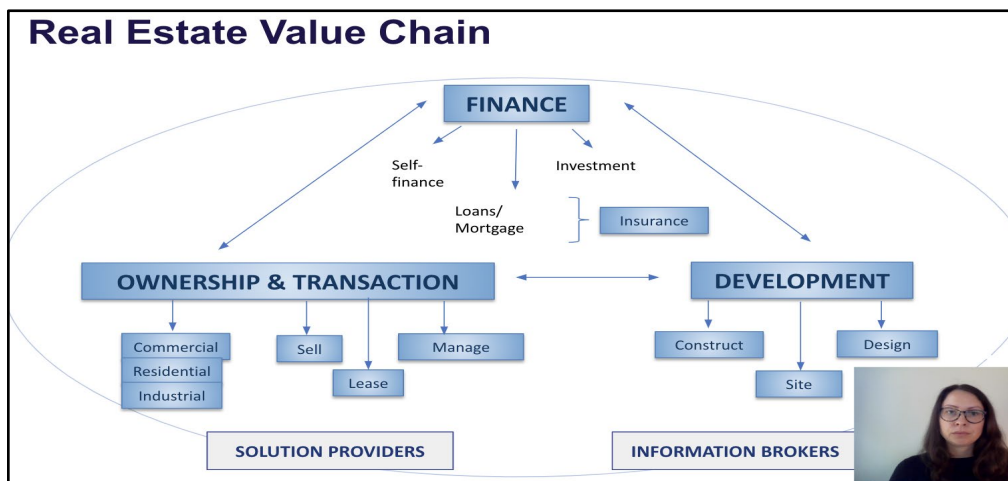 Real Estate Value Chain
FINANCE
Self-
finance
Investment
Loans/
Mortgage
Insurance
OWNERSHIP & TRANSACTION
DEVELOPMENT
Commercial
Residential
Industrial
Sell
Lease
Manage
Construct
Site
Design
SOLUTION PROVIDERS
INFORMATION BROKERS